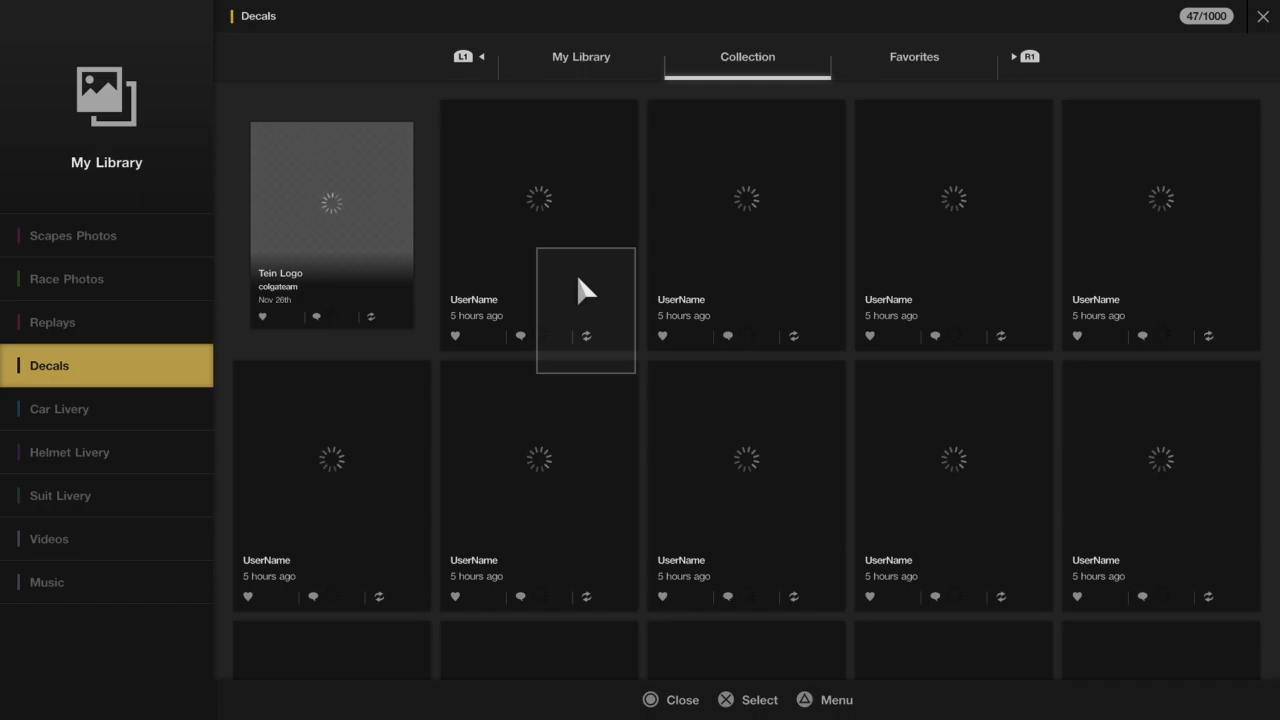 Decals
47/1000
L1
My Library
Collection
Favorites
R1
My Library
Scapes Photos
Race Photos
Replays
Decals
Car Livery
Helmet Livery
Suit Livery
Videos
Music
Tein Logo
colgateam
Nov 26th
UserName
5 hours ago
UserName
5 hours ago
UserName
5 hours ago
UserName
5 hours ago
UserName
5 hours ago
UserName
5 hours ago
UserName
5 hours ago
UserName
5 hours ago
UserName
5 hours ago
Close
Select
Menu